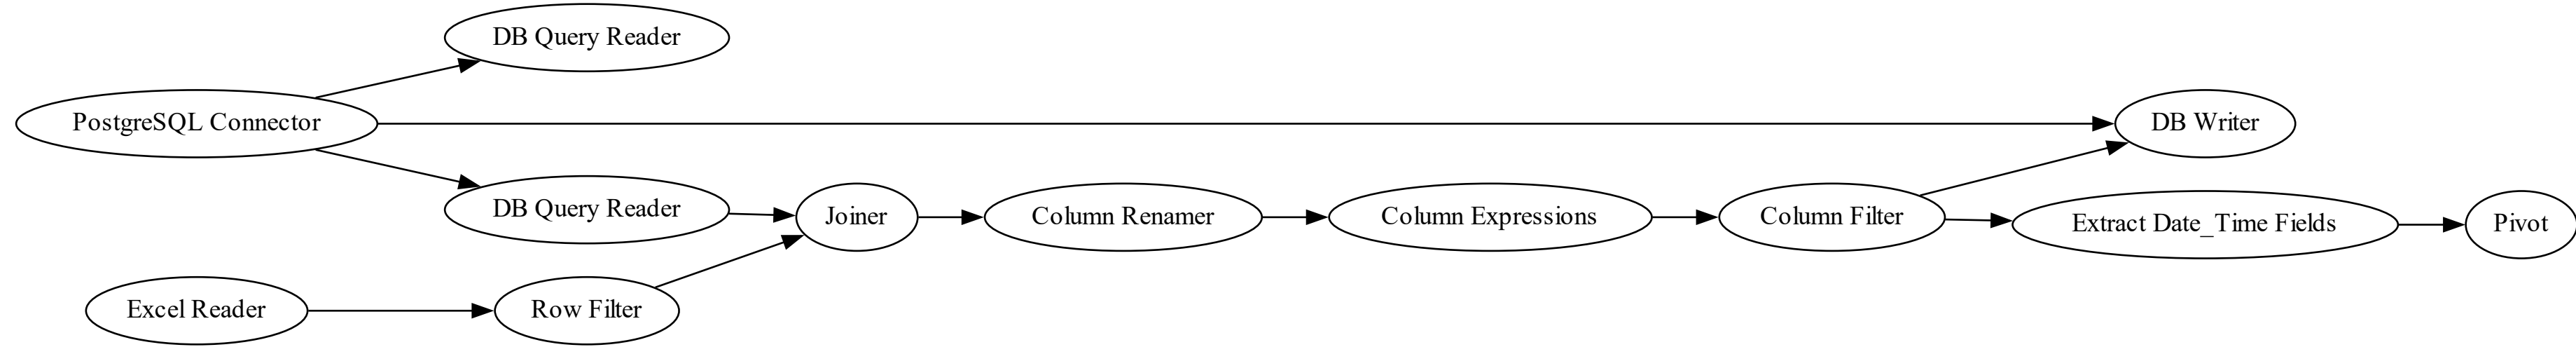 DB Query Reader
PostgreSQL Connector
DB Writer
DB Query Reader
Joiner
Column Renamer
Column Expressions
Column Filter
Extract Date_Time Fields
Pivot
Excel Reader
Row Filter